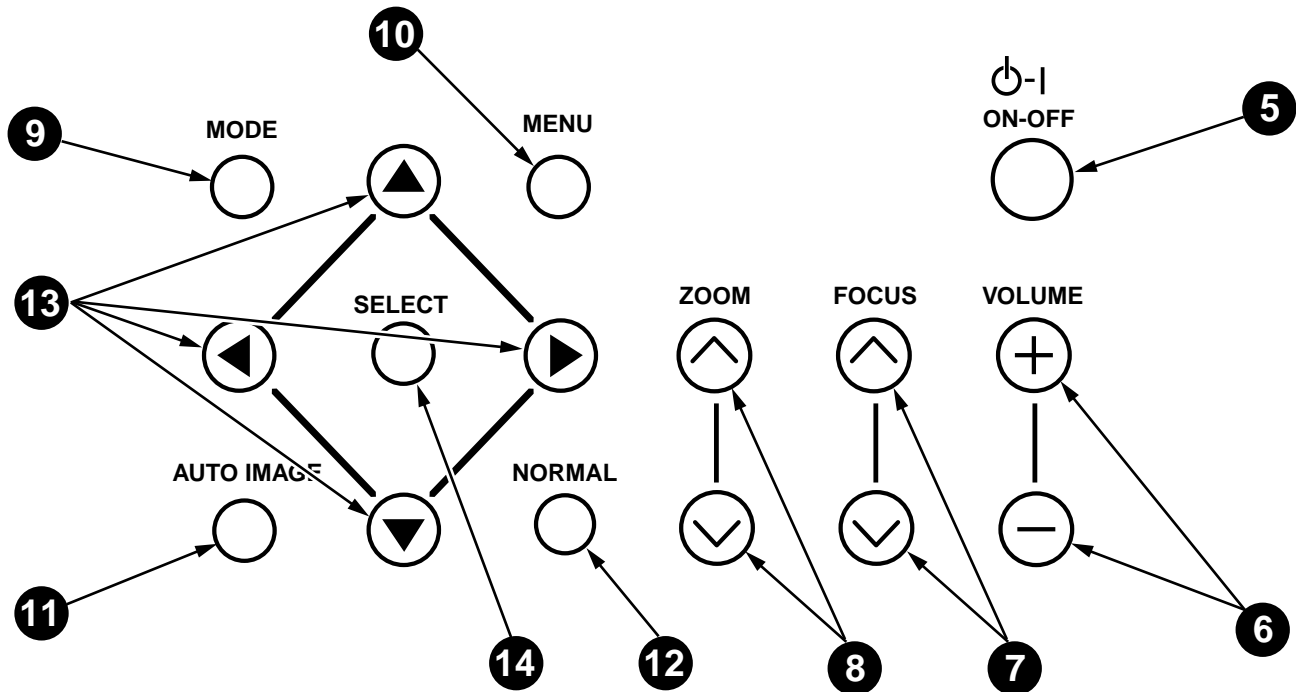 10
5
ON-OFF
9
MODE
MENU
13
SELECT
ZOOM
FOCUS
VOLUME
AUTO IMAGE
NORMAL
11
14
12
8
7
6